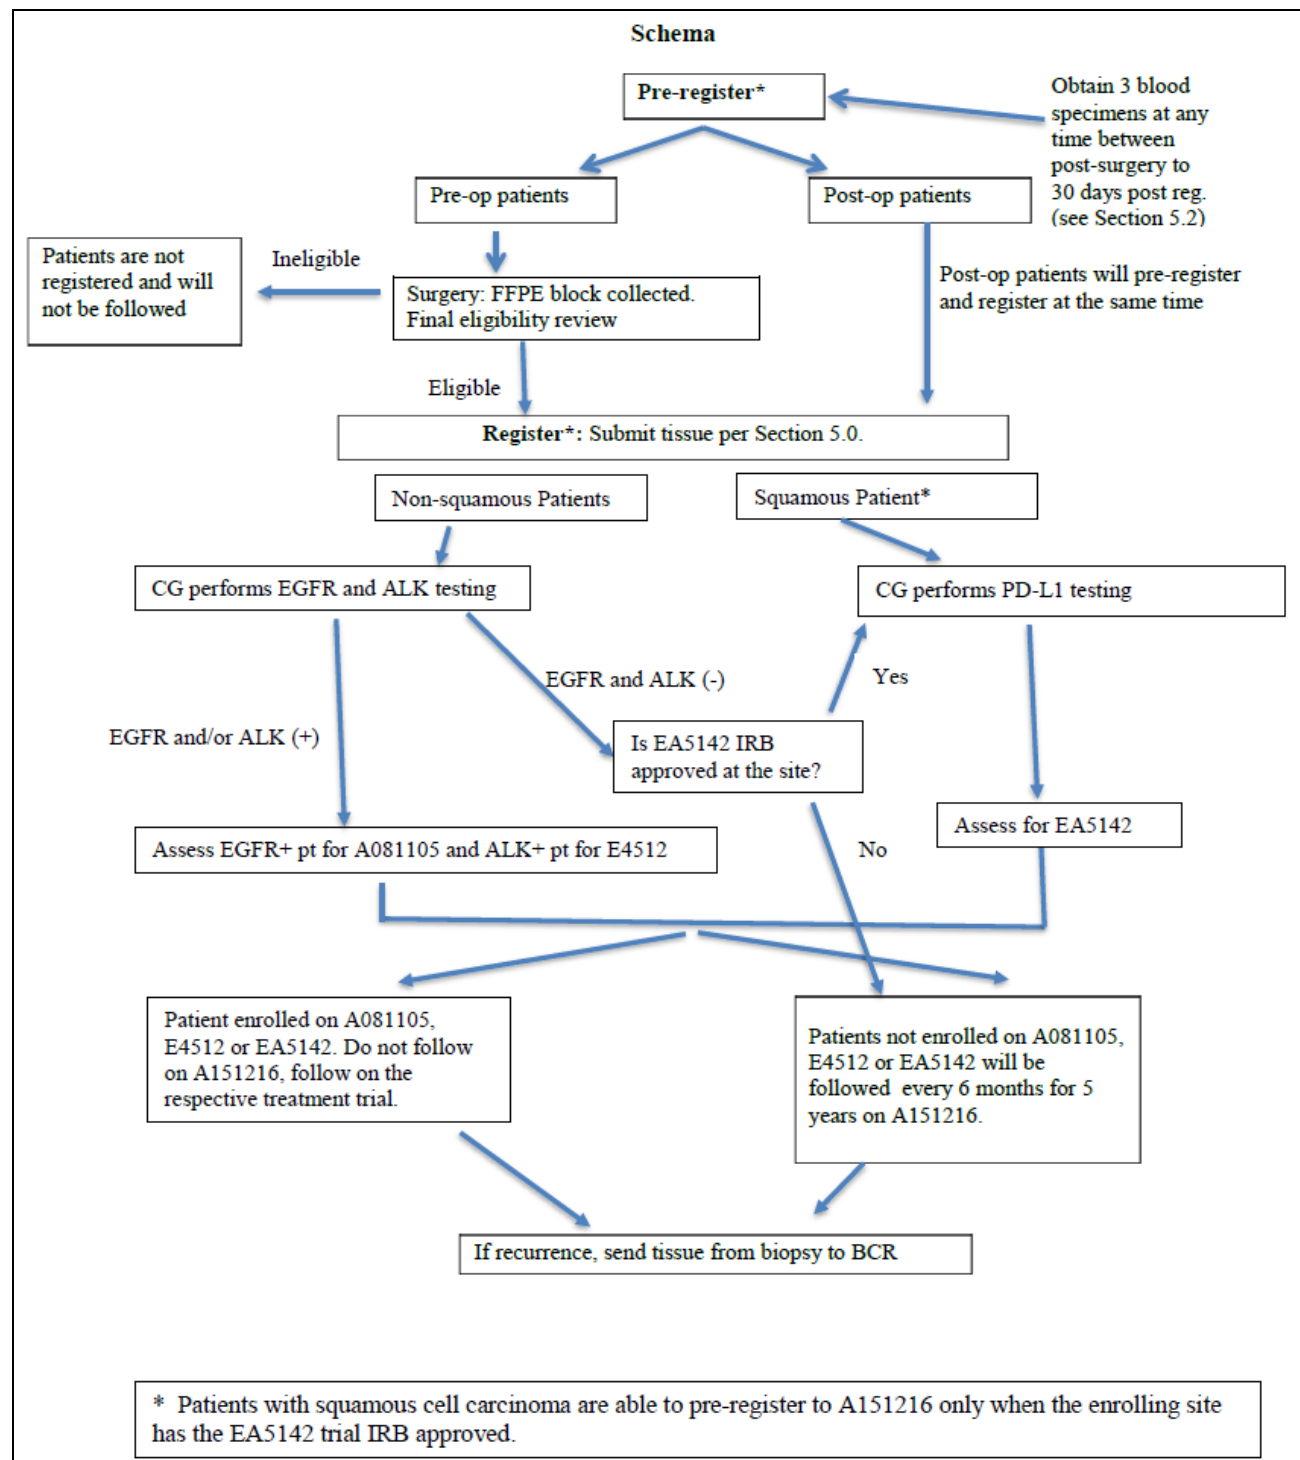 Schema
Pre-register*
Obtain 3 blood
specimens at any
time between
post-surgery to
30 days post reg.
(see Section 5.2)
Pre-op patients
Post-op patients
Patients are not
registered and will
not be followed
Ineligible
Surgery: FFPE block collected.
Final eligibility review
Post-op patients will pre-register
and register at the same time
Eligible
Register*: Submit tissue per Section 5.0.
Non-squamous Patients
Squamous Patient*
CG performs EGFR and ALK testing
CG performs PD-L1 testing
EGFR and ALK (-)
Yes
EGFR and/or ALK (+)
Is EA5142 IRB
approved at the site?
Assess for EA5142
Assess EGFR+ pt for A081105 and ALK+ pt for E4512
No
Patient enrolled on A081105,
E4512 or EA5142. Do not follow
on A151216, follow on the
respective treatment trial.
Patients not enrolled on A081105,
E4512 or EA5142 will be
followed every 6 months for 5
years on A151216.
If recurrence, send tissue from biopsy to BCR
* Patients with squamous cell carcinoma are able to pre-register to A151216 only when the enrolling site
has the EA5142 trial IRB approved.